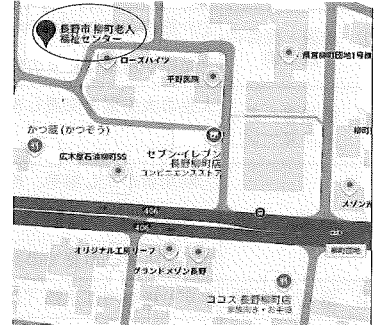 長野市 柳町老人
福祉センター
ローズハイツ
平野医院
県営柳町団地1号棟
かつ蔵(かつぞう)
広木屋石油柳町SS
セブン-イレブン
長野柳町店
コンビニエンスストア
柳町
メゾン
406
406
オリジナル工房リーフ
グランドメゾン長野
柳町団地
ココス 長野柳町店